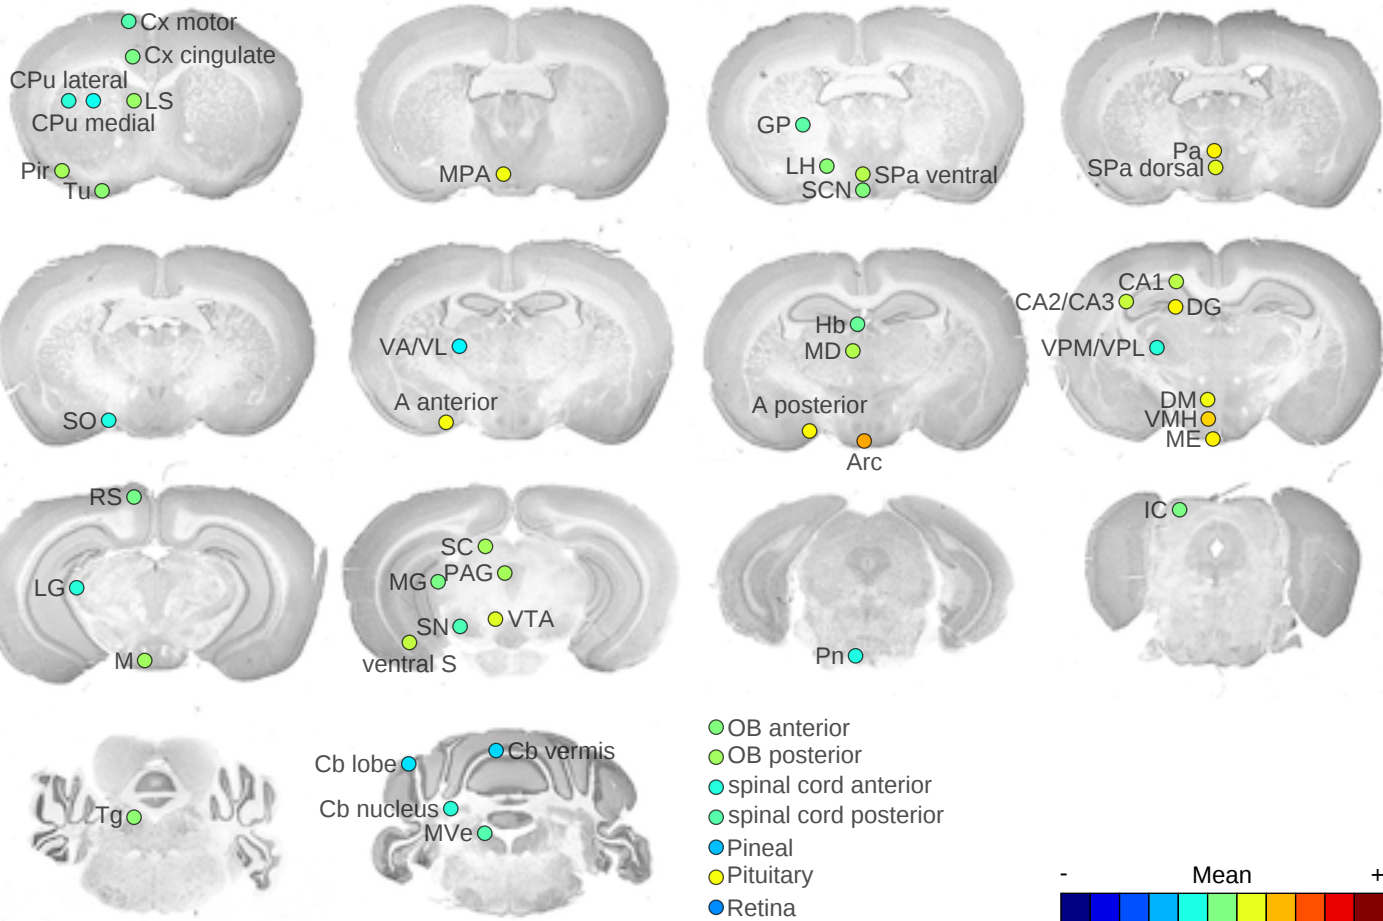 Cx motor
Cx cingulate
CPu lateral
LS
CPu medial
Pir
Tu
MPA
GP
LH
SPa ventral
SCN
Pa
SPa dorsal
SO
VA/VL
A anterior
Hb
MD
A posterior
Arc
CA1
CA2/CA3
DG
VPM/VPL
DM
VMH
ME
RS
LG
M
SC
MG
PAG
SN
VTA
ventral S
Pn
IC
Tg
Cb lobe
Cb vermis
Cb nucleus
MVe
OB anterior
OB posterior
spinal cord anterior
spinal cord posterior
Pineal
Pituitary
Retina
- Mean +